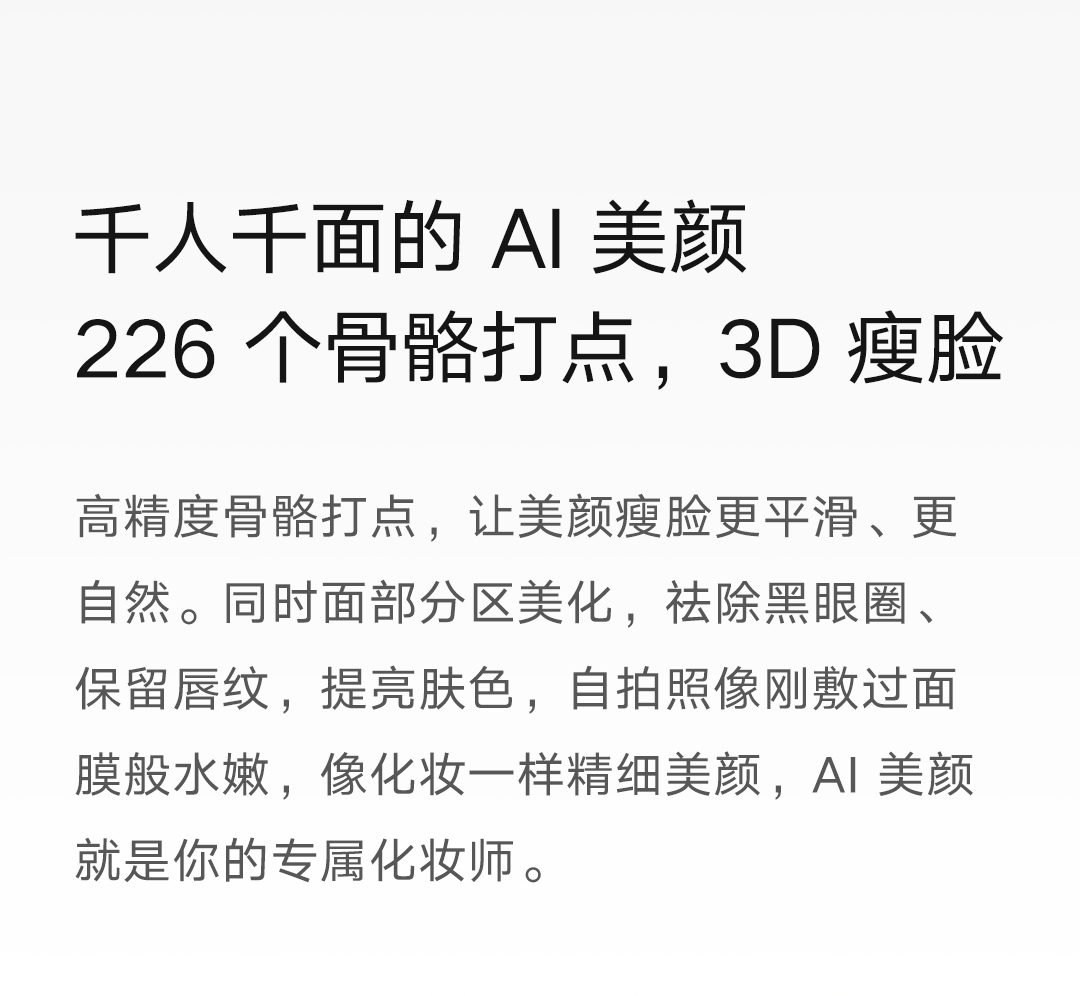 千人千面的 AI 美颜
226 个骨骼打点，3D 瘦脸
高精度骨骼打点，让美颜瘦脸更平滑、更
自然。同时面部分区美化，祛除黑眼圈、
保留唇纹，提亮肤色，自拍照像刚敷过面
膜般水嫩，像化妆一样精细美颜，AI 美颜
就是你的专属化妆师。